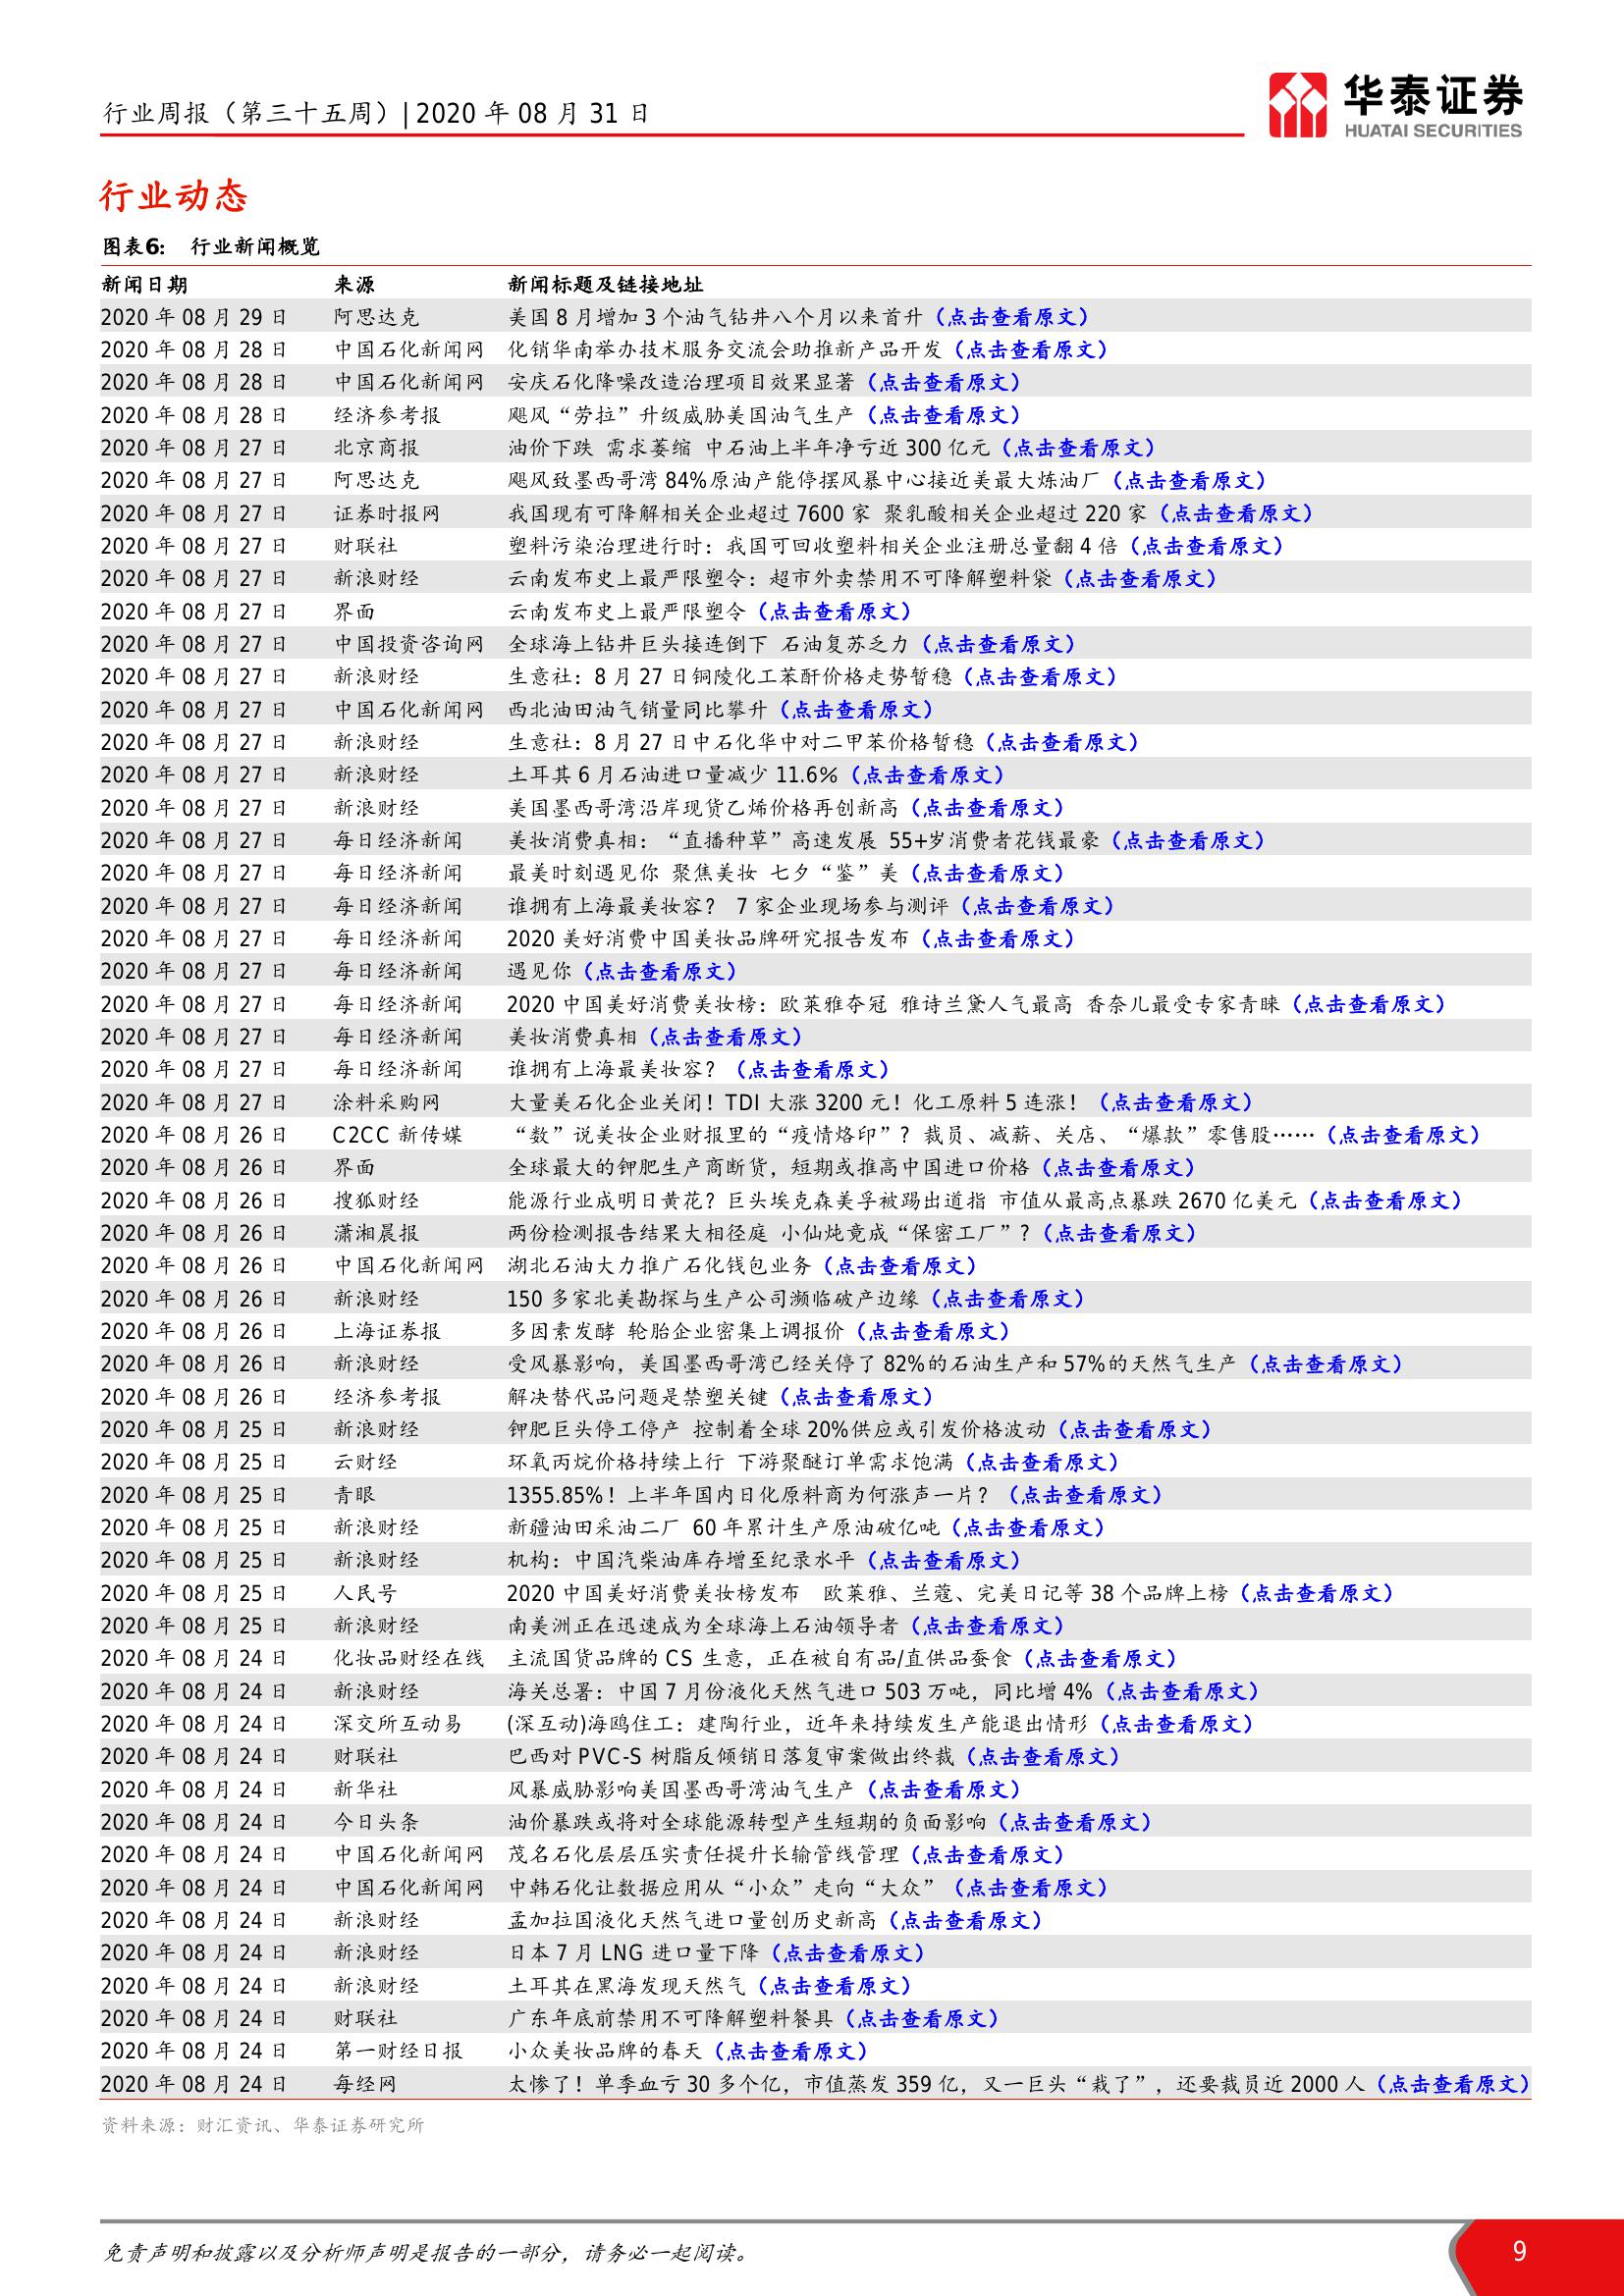 行业周报（第三十五周）|2020 年 08 月 31 日
华泰证券
HUATAI SECURITIES
行业动态
图表6： 行业新闻概览
新闻日期 来源 新闻标题及链接地址
2020 年 08 月 29 日 阿思达克 美国 8 月增加 3 个油气钻井八个月以来首升（点击查看原文）
2020 年 08 月 28 日 中国石化新闻网 化销华南举办技术服务交流会助推新产品开发（点击查看原文）
2020 年 08 月 28 日 中国石化新闻网 安庆石化降噪改造治理项目效果显著（点击查看原文）
2020 年 08 月 28 日 经济参考报 飓风“劳拉”升级威胁美国油气生产（点击查看原文）
2020 年 08 月 27 日 北京商报 油价下跌 需求萎缩 中石油上半年净亏近 300 亿元（点击查看原文）
2020 年 08 月 27 日 阿思达克 飓风致墨西哥湾 84%原油产能停摆风暴中心接近美最大炼油厂（点击查看原文）
2020 年 08 月 27 日 证券时报网 我国现有可降解相关企业超过 7600 家 聚乳酸相关企业超过 220 家（点击查看原文）
2020 年 08 月 27 日 财联社 塑料污染治理进行时：我国可回收塑料相关企业注册总量翻 4 倍（点击查看原文）
2020 年 08 月 27 日 新浪财经 云南发布史上最严限塑令：超市外卖禁用不可降解塑料袋（点击查看原文）
2020 年 08 月 27 日 界面 云南发布史上最严限塑令（点击查看原文）
2020 年 08 月 27 日 中国投资咨询网 全球海上钻井巨头接连倒下 石油复苏乏力（点击查看原文）
2020 年 08 月 27 日 新浪财经 生意社：8 月 27 日铜陵化工苯酐价格走势暂稳（点击查看原文）
2020 年 08 月 27 日 中国石化新闻网 西北油田油气销量同比攀升（点击查看原文）
2020 年 08 月 27 日 新浪财经 生意社：8 月 27 日中石化华中对二甲苯价格暂稳（点击查看原文）
2020 年 08 月 27 日 新浪财经 土耳其 6 月石油进口量减少 11.6%（点击查看原文）
2020 年 08 月 27 日 新浪财经 美国墨西哥湾沿岸现货乙烯价格再创新高（点击查看原文）
2020 年 08 月 27 日 每日经济新闻 美妆消费真相：“直播种草”高速发展 55+岁消费者花钱最豪（点击查看原文）
2020 年 08 月 27 日 每日经济新闻 最美时刻遇见你 聚焦美妆 七夕“鉴”美（点击查看原文）
2020 年 08 月 27 日 每日经济新闻 谁拥有上海最美妆容？ 7 家企业现场参与测评（点击查看原文）
2020 年 08 月 27 日 每日经济新闻 2020 美好消费中国美妆品牌研究报告发布（点击查看原文）
2020 年 08 月 27 日 每日经济新闻 遇见你（点击查看原文）
2020 年 08 月 27 日 每日经济新闻 2020 中国美好消费美妆榜：欧莱雅夺冠 雅诗兰黛人气最高 香奈儿最受专家青睐（点击查看原文）
2020 年 08 月 27 日 每日经济新闻 美妆消费真相（点击查看原文）
2020 年 08 月 27 日 每日经济新闻 谁拥有上海最美妆容？（点击查看原文）
2020 年 08 月 27 日 涂料采购网 大量美石化企业关闭！TDI 大涨 3200 元！化工原料 5 连涨！（点击查看原文）
2020 年 08 月 26 日 C2CC 新传媒 “数”说美妆企业财报里的“疫情烙印”？裁员、减薪、关店、“爆款”零售股……（点击查看原文）
2020 年 08 月 26 日 界面 全球最大的钾肥生产商断货，短期或推高中国进口价格（点击查看原文）
2020 年 08 月 26 日 搜狐财经 能源行业成明日黄花？巨头埃克森美孚被踢出道指 市值从最高点暴跌 2670 亿美元（点击查看原文）
2020 年 08 月 26 日 潇湘晨报 两份检测报告结果大相径庭 小仙炖竟成“保密工厂”？（点击查看原文）
2020 年 08 月 26 日 中国石化新闻网 湖北石油大力推广石化钱包业务（点击查看原文）
2020 年 08 月 26 日 新浪财经 150 多家北美勘探与生产公司濒临破产边缘（点击查看原文）
2020 年 08 月 26 日 上海证券报 多因素发酵 轮胎企业密集上调报价（点击查看原文）
2020 年 08 月 26 日 新浪财经 受风暴影响，美国墨西哥湾已经关停了 82%的石油生产和 57%的天然气生产（点击查看原文）
2020 年 08 月 26 日 经济参考报 解决替代品问题是禁塑关键（点击查看原文）
2020 年 08 月 25 日 新浪财经 钾肥巨头停工停产 控制着全球 20%供应或引发价格波动（点击查看原文）
2020 年 08 月 25 日 云财经 环氧丙烷价格持续上行 下游聚醚订单需求饱满（点击查看原文）
2020 年 08 月 25 日 青眼 1355.85%！上半年国内日化原料商为何涨声一片？（点击查看原文）
2020 年 08 月 25 日 新浪财经 新疆油田采油二厂 60 年累计生产原油破亿吨（点击查看原文）
2020 年 08 月 25 日 新浪财经 机构：中国汽柴油库存增至纪录水平（点击查看原文）
2020 年 08 月 25 日 人民号 2020 中国美好消费美妆榜发布 欧莱雅、兰蔻、完美日记等 38 个品牌上榜（点击查看原文）
2020 年 08 月 25 日 新浪财经 南美洲正在迅速成为全球海上石油领导者（点击查看原文）
2020 年 08 月 24 日 化妆品财经在线 主流国货品牌的 CS 生意，正在被自有品/直供品蚕食（点击查看原文）
2020 年 08 月 24 日 新浪财经 海关总署：中国 7 月份液化天然气进口 503 万吨，同比增 4%（点击查看原文）
2020 年 08 月 24 日 深交所互动易 (深互动)海鸥住工：建陶行业，近年来持续发生产能退出情形（点击查看原文）
2020 年 08 月 24 日 财联社 巴西对 PVC-S 树脂反倾销日落复审案做出终裁（点击查看原文）
2020 年 08 月 24 日 新华社 风暴威胁影响美国墨西哥湾油气生产（点击查看原文）
2020 年 08 月 24 日 今日头条 油价暴跌或将对全球能源转型产生短期的负面影响（点击查看原文）
2020 年 08 月 24 日 中国石化新闻网 茂名石化层层压实责任提升长输管线管理（点击查看原文）
2020 年 08 月 24 日 中国石化新闻网 中韩石化让数据应用从“小众”走向“大众”（点击查看原文）
2020 年 08 月 24 日 新浪财经 孟加拉国液化天然气进口量创历史新高（点击查看原文）
2020 年 08 月 24 日 新浪财经 日本 7 月 LNG 进口量下降（点击查看原文）
2020 年 08 月 24 日 新浪财经 土耳其在黑海发现天然气（点击查看原文）
2020 年 08 月 24 日 财联社 广东年底前禁用不可降解塑料餐具（点击查看原文）
2020 年 08 月 24 日 第一财经日报 小众美妆品牌的春天（点击查看原文）
2020 年 08 月 24 日 每经网 太惨了！单季血亏 30 多个亿，市值蒸发 359 亿，又一巨头“栽了”，还要裁员近 2000 人（点击查看原文）
资料来源：财汇资讯、华泰证券研究所
免责声明和披露以及分析师声明是报告的一部分，请务必一起阅读。
9